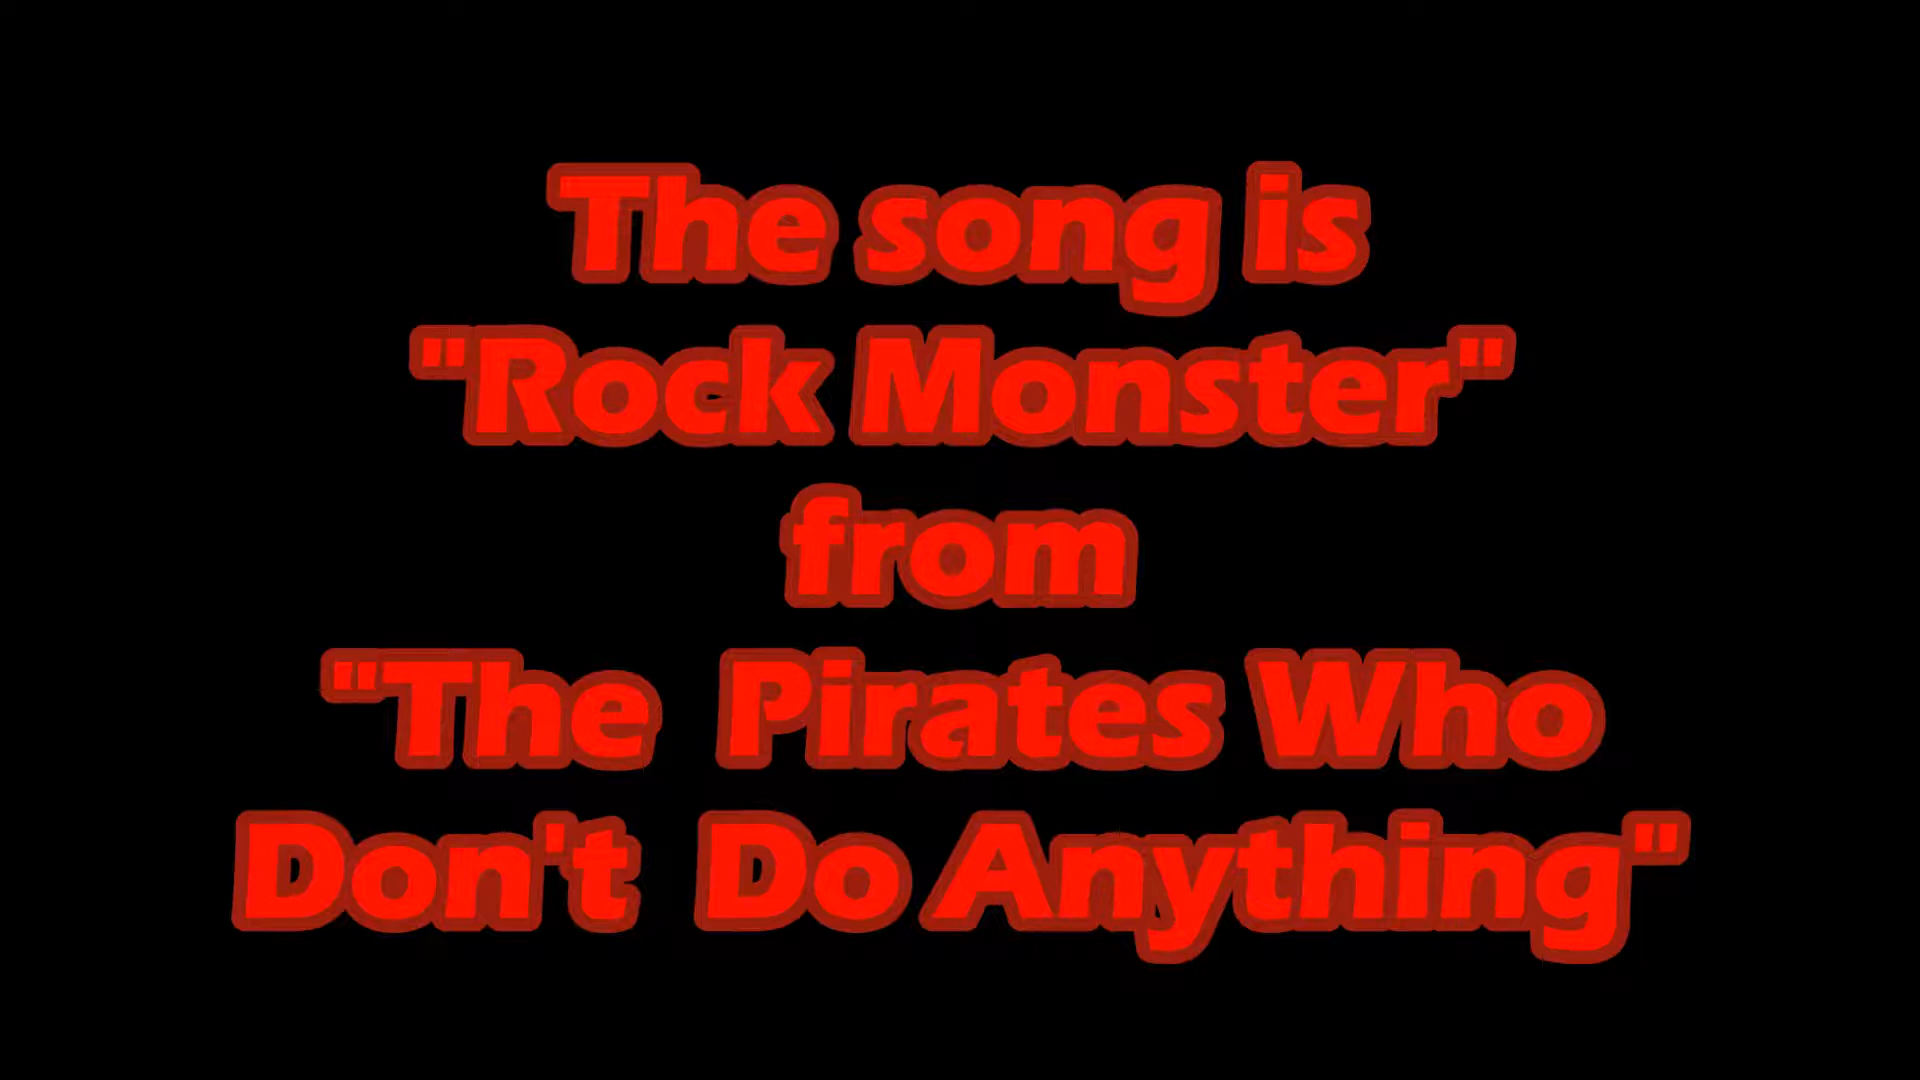 The song is
"Rock Monster"
from
"The Pirates Who
Don't Do Anything"